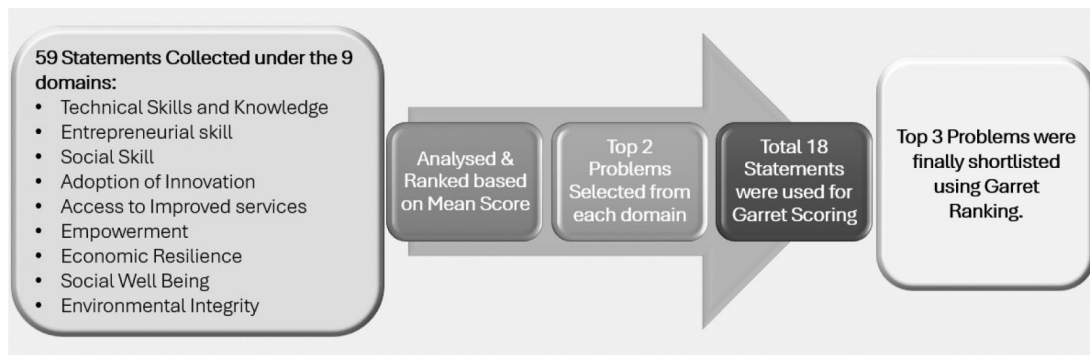 59 Statements Collected under the 9
domains:
• Technical Skills and Knowledge
• Entrepreneurial skill
• Social Skill
• Adoption of Innovation
• Access to Improved services
• Empowerment
• Economic Resilience
• Social Well Being
• Environmental Integrity
Analysed &
Ranked based
on Mean Score
Top 2
Problems
Selected from
each domain
Total 18
Statements
were used for
Garret Scoring
Top 3 Problems were
finally shortlisted
using Garret
Ranking.